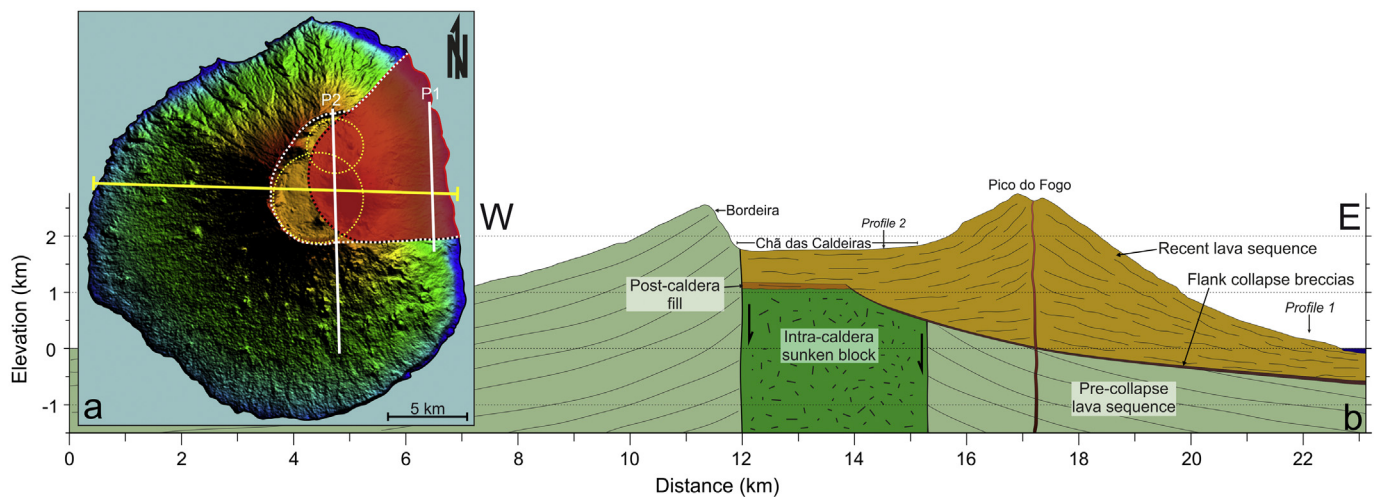 N
P2
P1
5 km
a
W
E
Pico do Fogo
Bordeira
Profile 2
Chã das Caldeiras
Recent lava sequence
Post-caldera
fill
Flank collapse breccias
Profile 1
Intra-caldera
sunken block
Pre-collapse
lava sequence
b
Elevation (km)
2
1
0
-1
0
2
4
6
8
10
12
14
16
18
20
22
Distance (km)